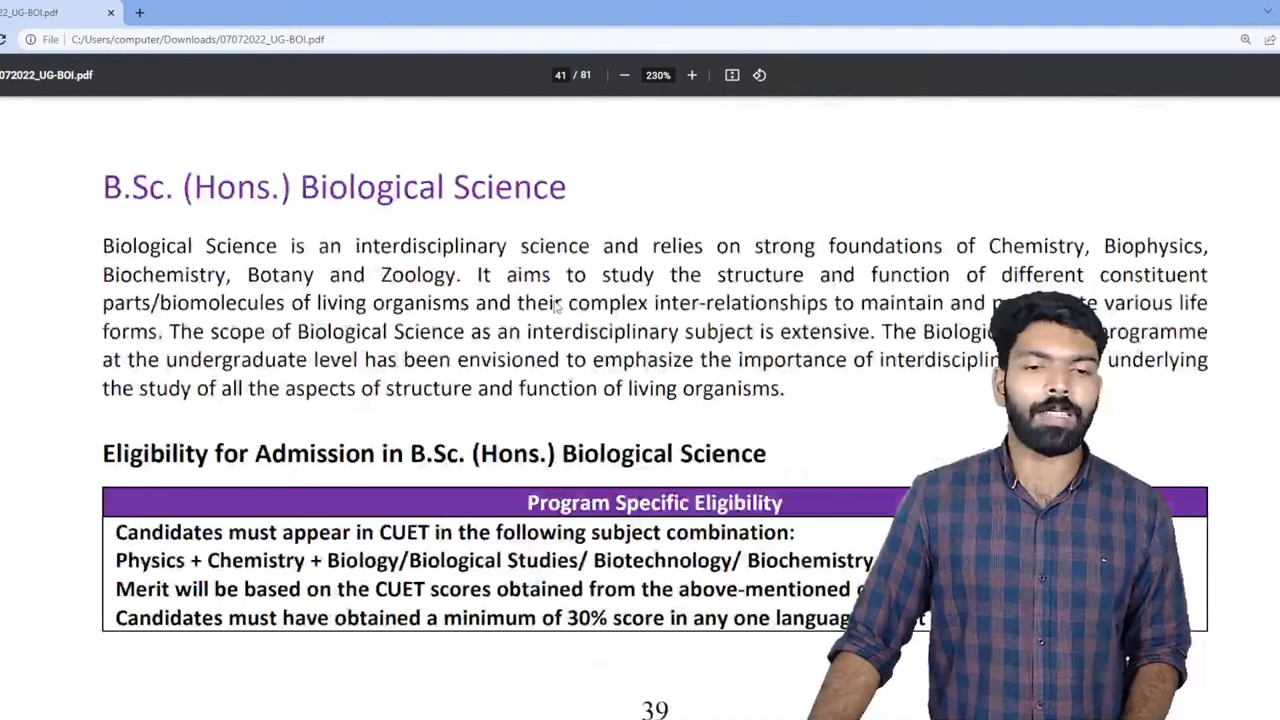 72022_UG-BOI.pdf
File C:/Users/computer/Downloads/07072022_UG-BOI.pdf
072022_UG-BOI.pdf 41 / 81 230%
B.Sc. (Hons.) Biological Science
Biological Science is an interdisciplinary science and relies on strong foundations of Chemistry, Biophysics,
Biochemistry, Botany and Zoology. It aims to study the structure and function of different constituent
parts/biomolecules of living organisms and their complex inter-relationships to maintain and various life
forms. The scope of Biological Science as an interdisciplinary subject is extensive. The programme
at the undergraduate level has been envisioned to emphasize the importance of underlying
the study of all the aspects of structure and function of living organisms.
Eligibility for Admission in B.Sc. (Hons.) Biological Science
Program Specific Eligibility
Candidates must appear in CUET in the following subject combination:
Physics + Chemistry + Biology/Biological Studies/ Biotechnology/ Biochemistry
Merit will be based on the CUET scores obtained from the above-mentioned
Candidates must have obtained a minimum of 30% score in any one
39